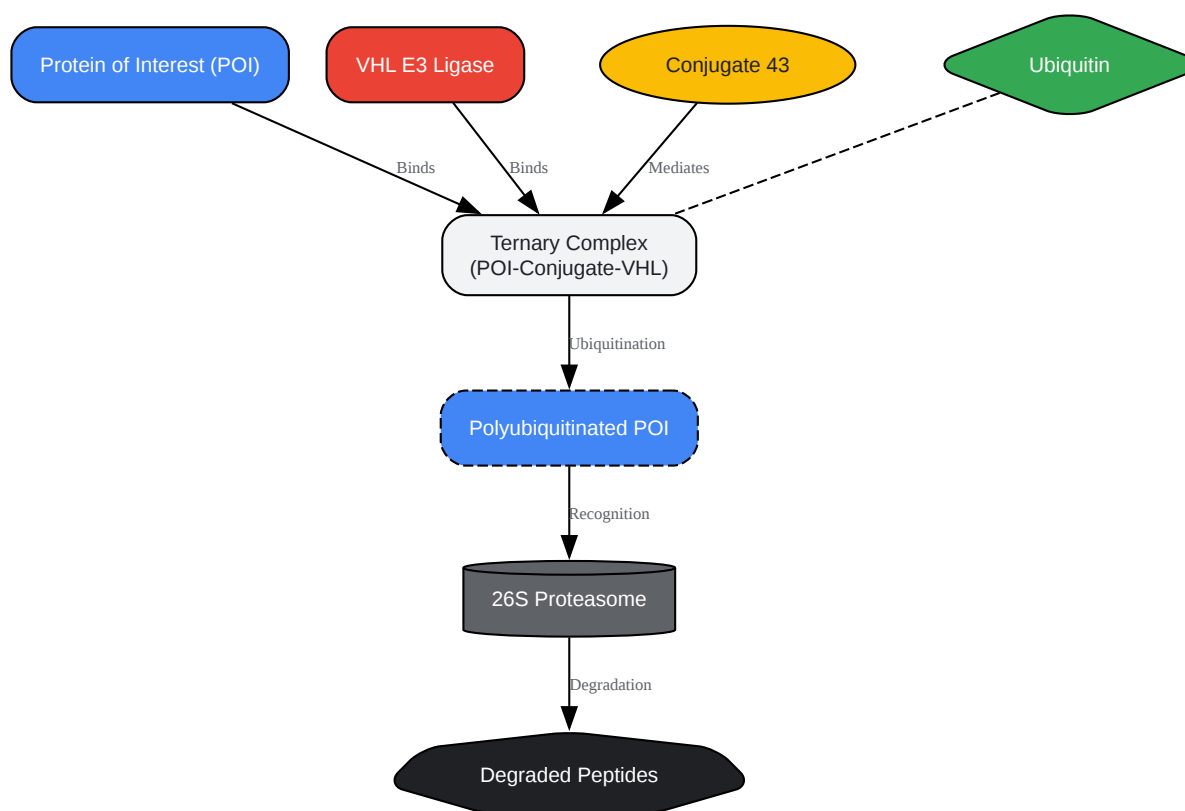 Protein of Interest (POI)
VHL E3 Ligase
Conjugate 43
Ubiquitin
Binds
Binds
Mediates
Ternary Complex
(POI-Conjugate-VHL)
Ubiquitination
Polyubiquitinated POI
Recognition
26S Proteasome
Degradation
Degraded Peptides